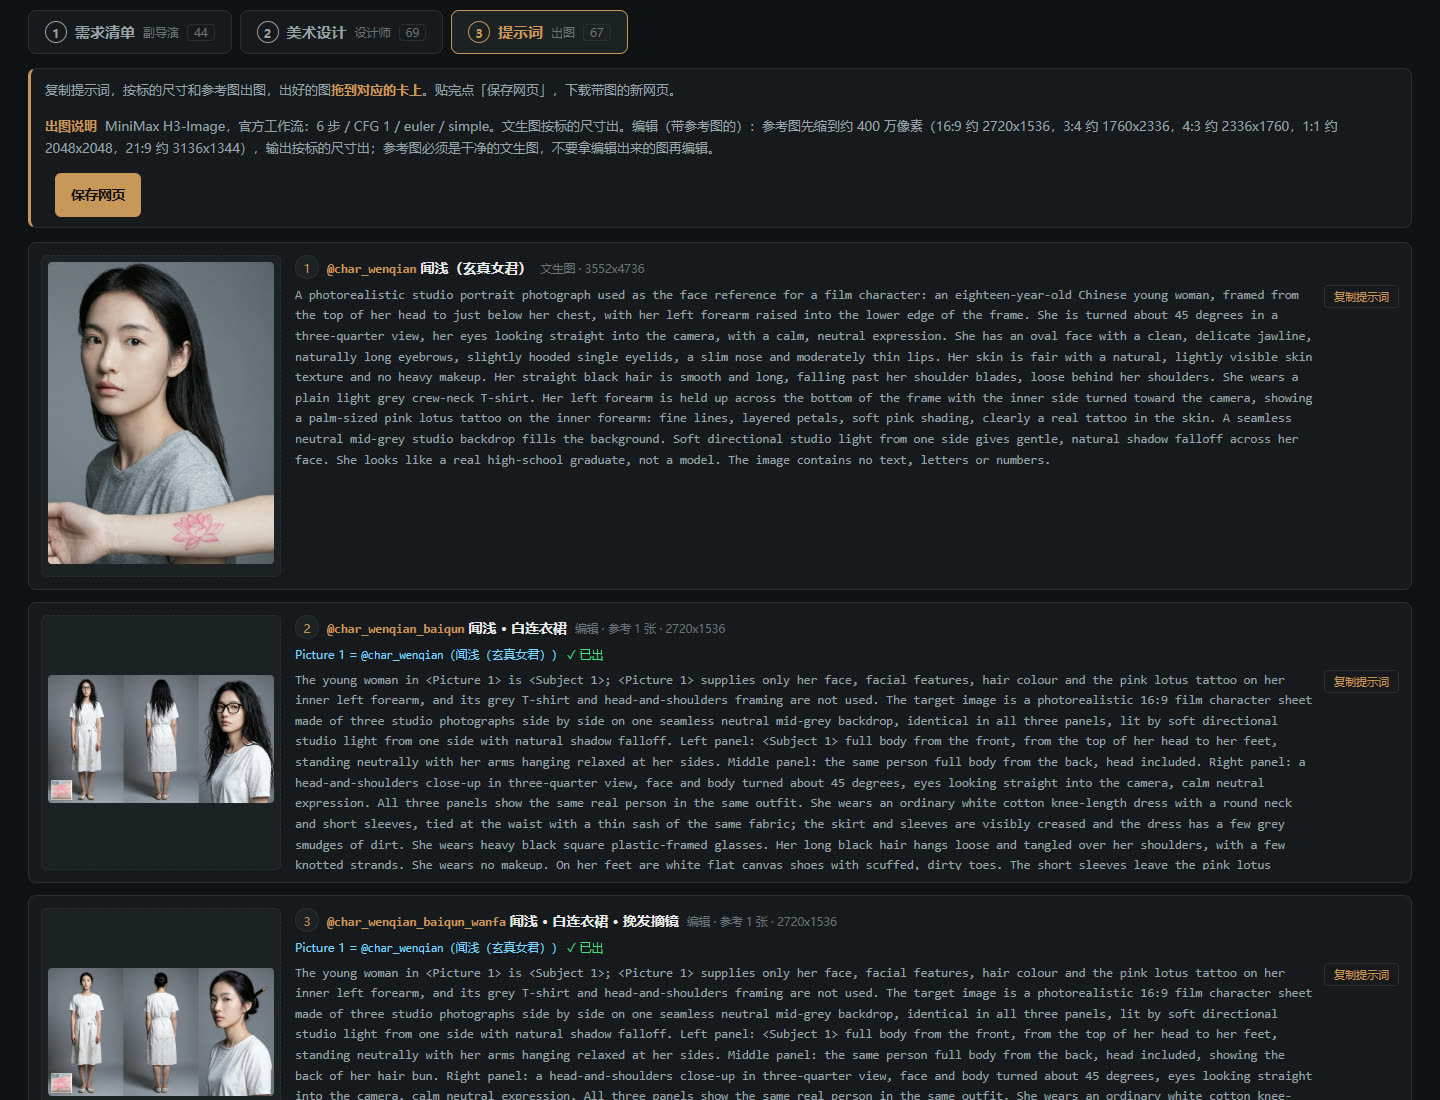 1 需求清单 副导演 44
2 美术设计 设计师 69
3 提示词 出图 67
复制提示词，按标的尺寸和参考图出图，出好的图拖到对应的卡上。贴完点「保存网页」，下载带图的新网页。
出图说明 MiniMax H3-Image，官方工作流：6 步 / CFG 1 / euler / simple。文生图按标的尺寸出。编辑（带参考图的）：参考图先缩到约 400 万像素（16:9 约 2720x1536，3:4 约 1760x2336，4:3 约 2336x1760，1:1 约
2048x2048，21:9 约 3136x1344），输出按标的尺寸出；参考图必须是干净的文生图，不要拿编辑出来的图再编辑。
保存网页
1 @char_wenqian 闻浅（玄真女君） 文生图 · 3552x4736
复制提示词
A photorealistic studio portrait photograph used as the face reference for a film character: an eighteen-year-old Chinese young woman, framed from
the top of her head to just below her chest, with her left forearm raised into the lower edge of the frame. She is turned about 45 degrees in a
three-quarter view, her eyes looking straight into the camera, with a calm, neutral expression. She has an oval face with a clean, delicate jawline,
naturally long eyebrows, slightly hooded single eyelids, a slim nose and moderately thin lips. Her skin is fair with a natural, lightly visible skin
texture and no heavy makeup. Her straight black hair is smooth and long, falling past her shoulder blades, loose behind her shoulders. She wears a
plain light grey crew-neck T-shirt. Her left forearm is held up across the bottom of the frame with the inner side turned toward the camera, showing
a palm-sized pink lotus tattoo on the inner forearm: fine lines, layered petals, soft pink shading, clearly a real tattoo in the skin. A seamless
neutral mid-grey studio backdrop fills the background. Soft directional studio light from one side gives gentle, natural shadow falloff across her
face. She looks like a real high-school graduate, not a model. The image contains no text, letters or numbers.
2 @char_wenqian_baiqun 闻浅 • 白连衣裙 编辑 · 参考 1 张 · 2720x1536
Picture 1 = @char_wenqian（闻浅（玄真女君）） ✓ 已出
复制提示词
The young woman in <Picture 1> is <Subject 1>; <Picture 1> supplies only her face, facial features, hair colour and the pink lotus tattoo on her
inner left forearm, and its grey T-shirt and head-and-shoulders framing are not used. The target image is a photorealistic 16:9 film character sheet
made of three studio photographs side by side on one seamless neutral mid-grey backdrop, identical in all three panels, lit by soft directional
studio light from one side with natural shadow falloff. Left panel: <Subject 1> full body from the front, from the top of her head to her feet,
standing neutrally with her arms hanging relaxed at her sides. Middle panel: the same person full body from the back, head included. Right panel: a
head-and-shoulders close-up in three-quarter view, face and body turned about 45 degrees, eyes looking straight into the camera, calm neutral
expression. All three panels show the same real person in the same outfit. She wears an ordinary white cotton knee-length dress with a round neck
and short sleeves, tied at the waist with a thin sash of the same fabric; the skirt and sleeves are visibly creased and the dress has a few grey
smudges of dirt. She wears heavy black square plastic-framed glasses. Her long black hair hangs loose and tangled over her shoulders, with a few
knotted strands. She wears no makeup. On her feet are white flat canvas shoes with scuffed, dirty toes. The short sleeves leave the pink lotus
3 @char_wenqian_baiqun_wanfa 闻浅 • 白连衣裙 • 挽发摘镜 编辑 · 参考 1 张 · 2720x1536
Picture 1 = @char_wenqian（闻浅（玄真女君）） ✓ 已出
复制提示词
The young woman in <Picture 1> is <Subject 1>; <Picture 1> supplies only her face, facial features, hair colour and the pink lotus tattoo on her
inner left forearm, and its grey T-shirt and head-and-shoulders framing are not used. The target image is a photorealistic 16:9 film character sheet
made of three studio photographs side by side on one seamless neutral mid-grey backdrop, identical in all three panels, lit by soft directional
studio light from one side with natural shadow falloff. Left panel: <Subject 1> full body from the front, from the top of her head to her feet,
standing neutrally with her arms hanging relaxed at her sides. Middle panel: the same person full body from the back, head included, showing the
back of her hair bun. Right panel: a head-and-shoulders close-up in three-quarter view, face and body turned about 45 degrees, eyes looking straight
into the camera, calm neutral expression. All three panels show the same real person in the same outfit. She wears an ordinary white cotton knee-